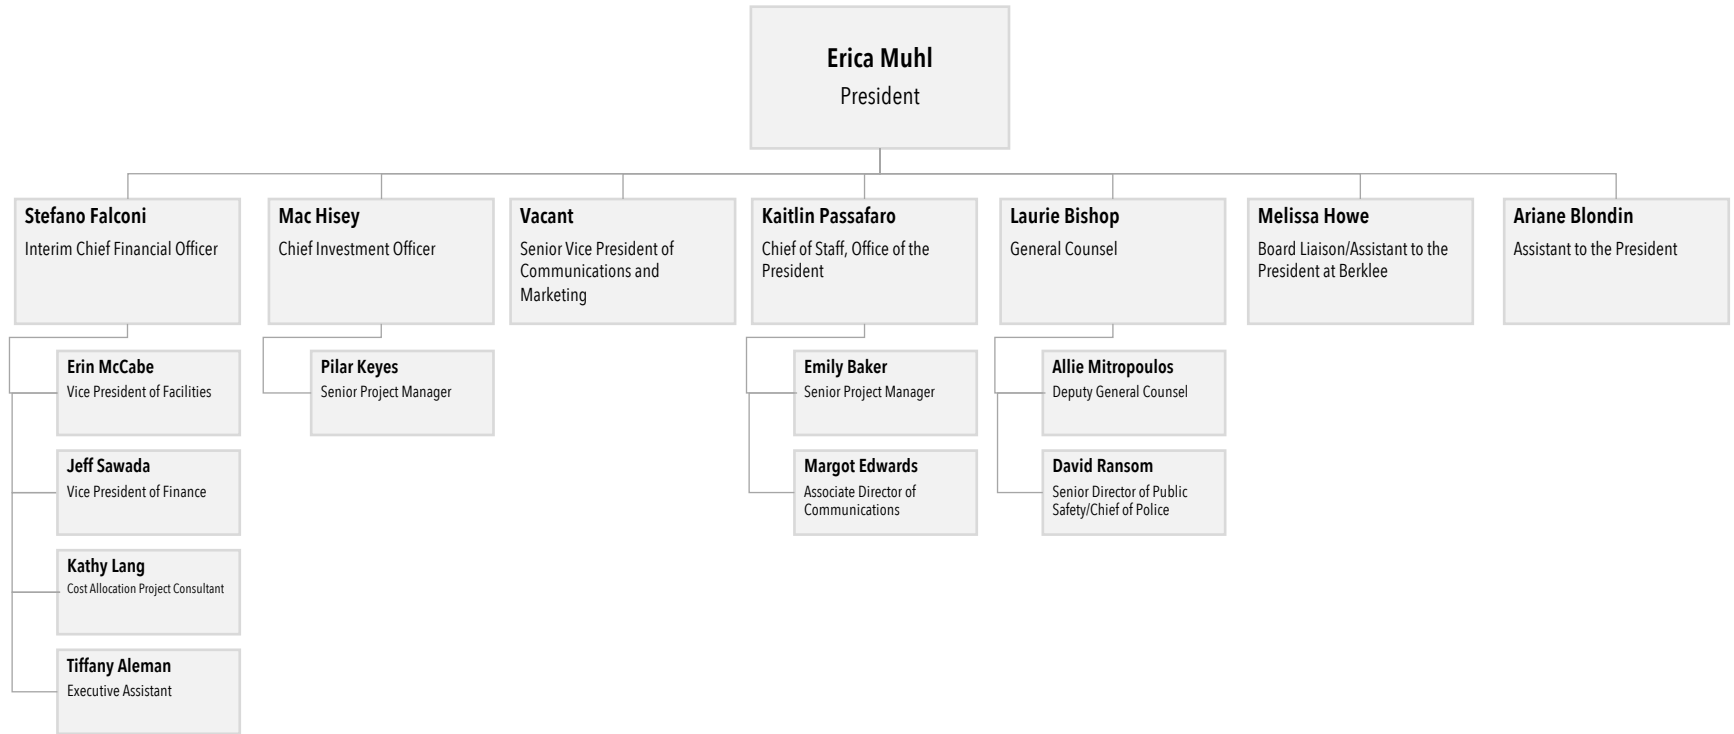 Erica Muhl
President
Stefano Falconi
Interim Chief Financial Officer
Mac Hisey
Chief Investment Officer
Vacant
Senior Vice President of
Communications and
Marketing
Kaitlin Passafaro
Chief of Staff, Office of the
President
Laurie Bishop
General Counsel
Melissa Howe
Board Liaison/Assistant to the
President at Berklee
Ariane Blondin
Assistant to the President
Erin McCabe
Vice President of Facilities
Jeff Sawada
Vice President of Finance
Kathy Lang
Cost Allocation Project Consultant
Tiffany Aleman
Executive Assistant
Pilar Keyes
Senior Project Manager
Emily Baker
Senior Project Manager
Margot Edwards
Associate Director of
Communications
Allie Mitropoulos
Deputy General Counsel
David Ransom
Senior Director of Public
Safety/Chief of Police